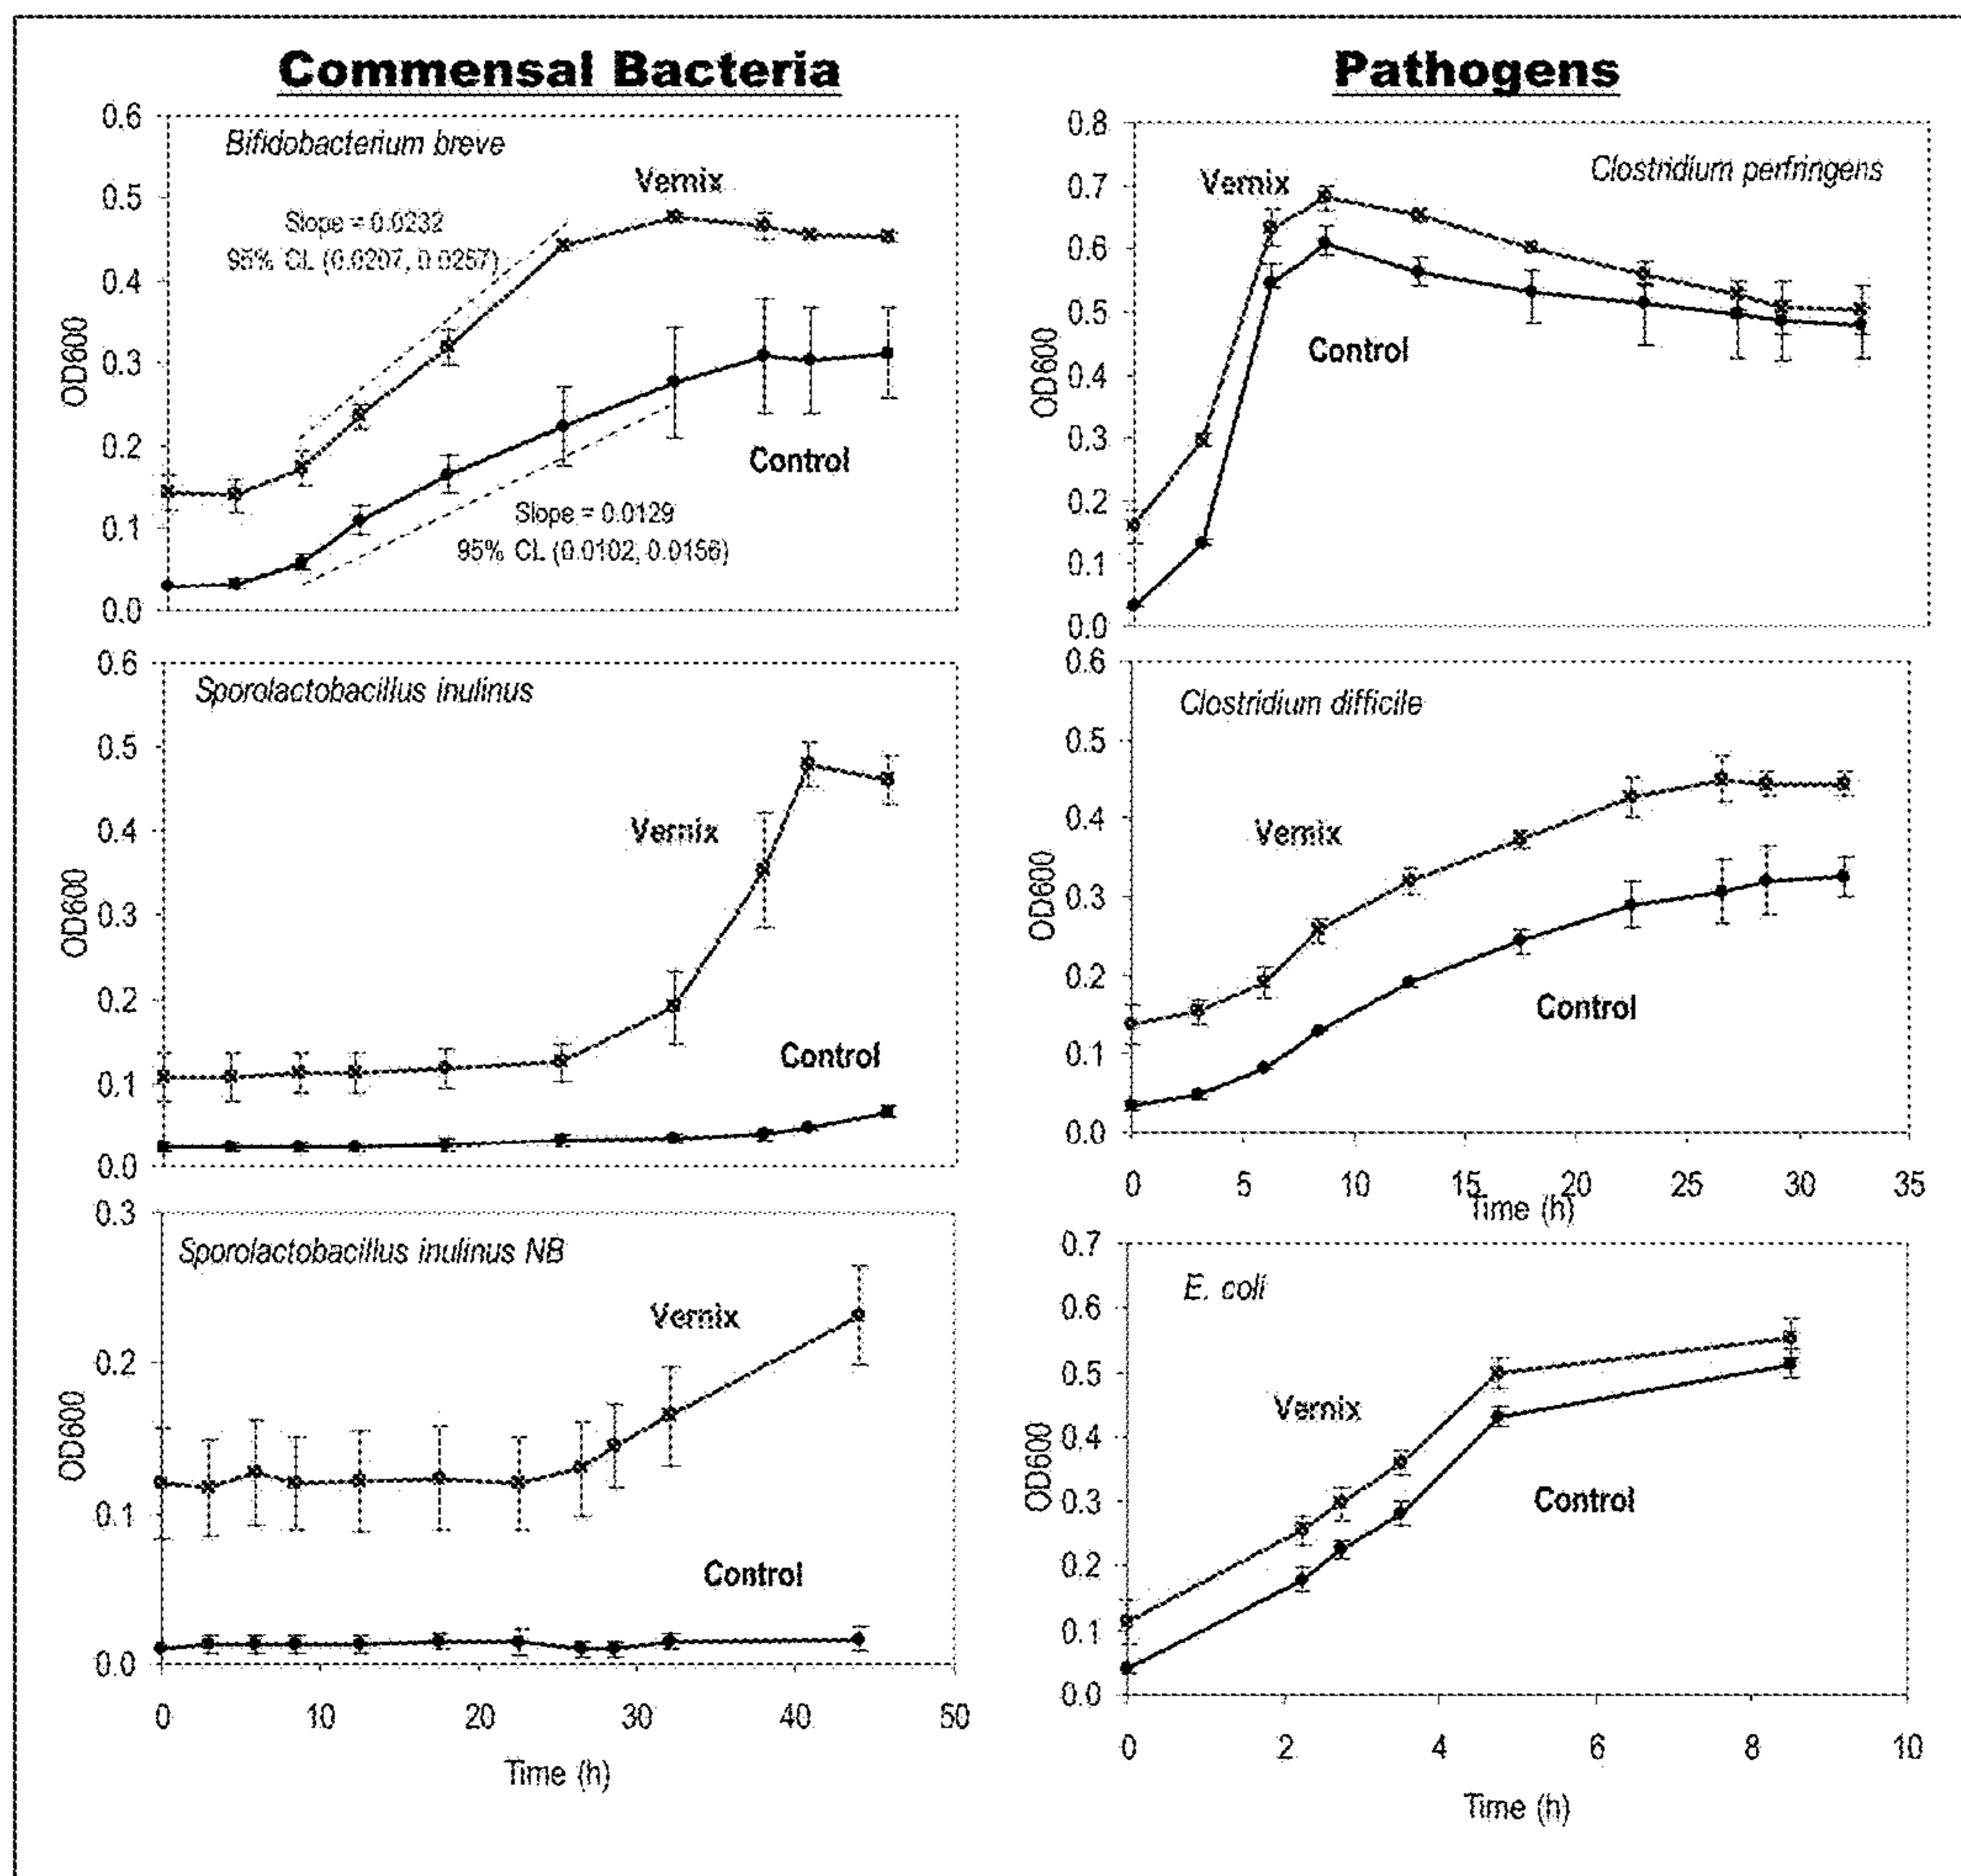 Commensal Bacteria
0.6
0.5
0.4
0.3
0.2
0.1
0.0
OD600
Bifidobacterium breve
Vernix
Slope = 0.0232
95% CL (0.0207, 0.0257)
Control
Slope = 0.0129
95% CL (0.0102, 0.0156)
0.6
0.5
0.4
0.3
0.2
0.1
0.0
OD600
Sporolactobacillus inulinus
Vernix
Control
0.3
0.2
0.1
0.0
OD600
Sporolactobacillus inulinus NB
Vernix
Control
0 10 20 30 40 50
Time (h)
Pathogens
0.8
0.7
0.6
0.5
0.4
0.3
0.2
0.1
0.0
OD600
Vernix
Clostridium perfringens
Control
0.6
0.5
0.4
0.3
0.2
0.1
0.0
OD600
Clostridium difficile
Vernix
Control
0 5 10 15 20 25 30 35
Time (h)
0.7
0.6
0.5
0.4
0.3
0.2
0.1
0.0
OD600
E. coli
Vernix
Control
0 2 4 6 8 10
Time (h)